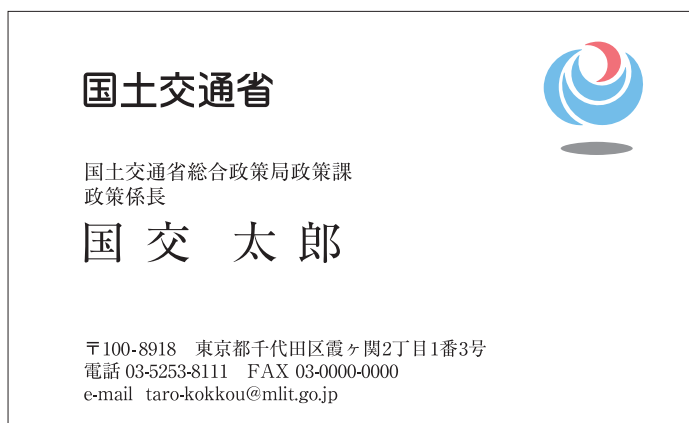 国土交通省
国土交通省総合政策局政策課
政策係長
国交 太郎
〒100-8918 東京都千代田区霞ヶ関2丁目1番3号
電話 03-5253-8111 FAX 03-0000-0000
e-mail taro-kokkou@mlit.go.jp